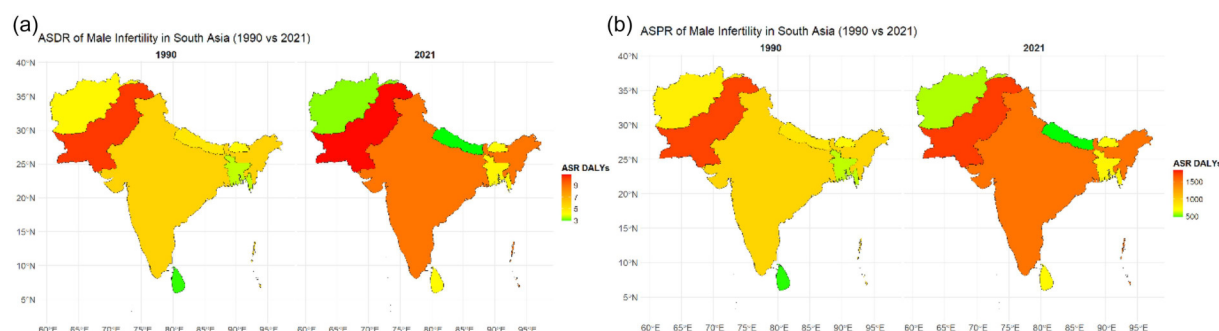 (a)
ASDR of Male Infertility in South Asia (1990 vs 2021)
1990
2021
40°N
35°N
30°N
25°N
20°N
15°N
10°N
5°N
60°E 65°E 70°E 75°E 80°E 85°E 90°E 95°E
60°E 65°E 70°E 75°E 80°E 85°E 90°E 95°E
ASR DALYs
9
7
5
3
(b)
ASPR of Male Infertility in South Asia (1990 vs 2021)
1990
2021
40°N
35°N
30°N
25°N
20°N
15°N
10°N
5°N
60°E 65°E 70°E 75°E 80°E 85°E 90°E 95°E
60°E 65°E 70°E 75°E 80°E 85°E 90°E 95°E
ASR DALYs
1500
1000
500